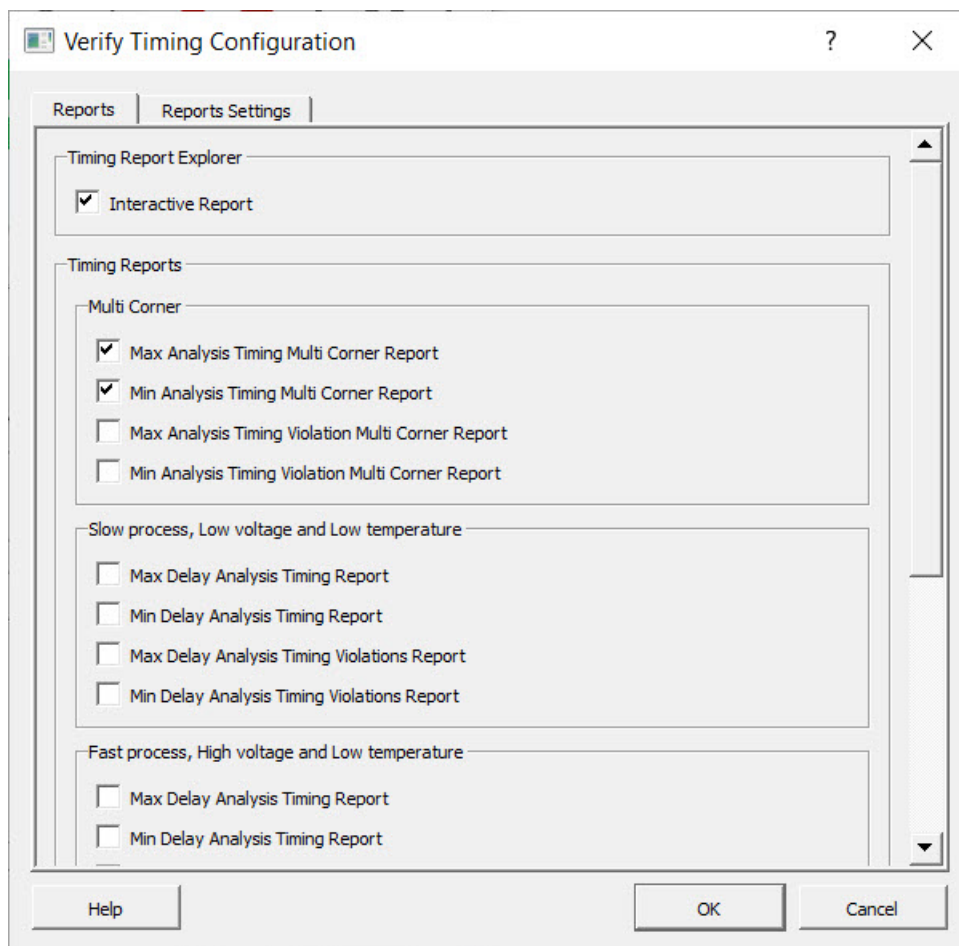 Verify Timing Configuration
?
Reports
Reports Settings
Timing Report Explorer
Interactive Report
Timing Reports
Multi Corner
Max Analysis Timing Multi Corner Report
Min Analysis Timing Multi Corner Report
Max Analysis Timing Violation Multi Corner Report
Min Analysis Timing Violation Multi Corner Report
Slow process, Low voltage and Low temperature
Max Delay Analysis Timing Report
Min Delay Analysis Timing Report
Max Delay Analysis Timing Violations Report
Min Delay Analysis Timing Violations Report
Fast process, High voltage and Low temperature
Max Delay Analysis Timing Report
Min Delay Analysis Timing Report
Help
OK
Cancel